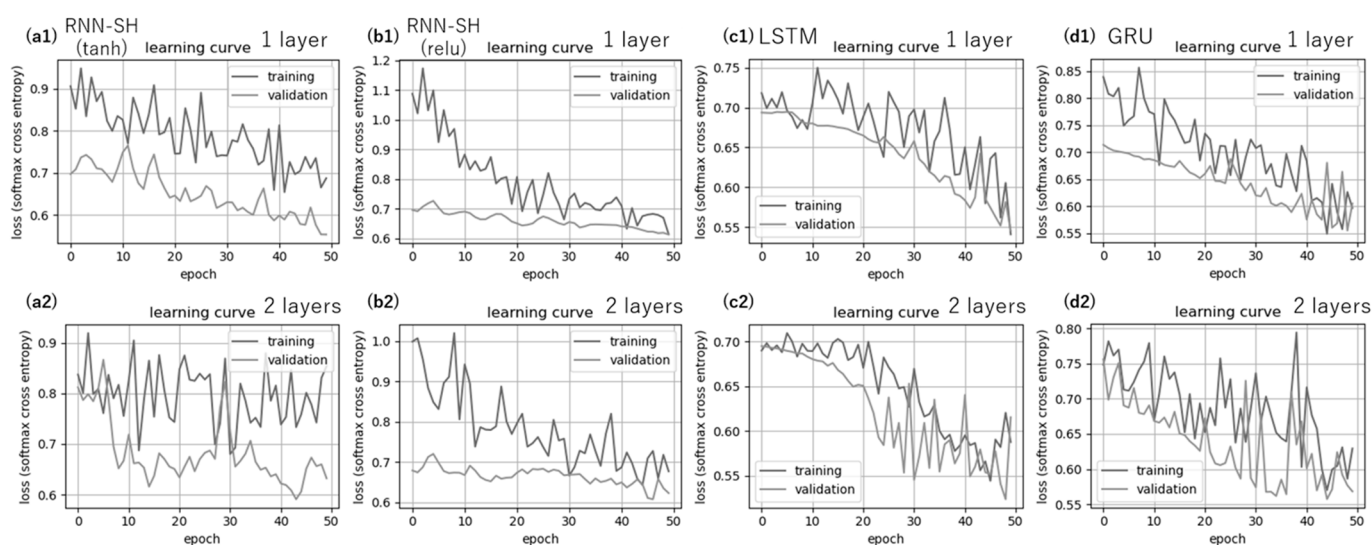 (a1) RNN-SH (tanh) learning curve 1 layer
loss (softmax cross entropy)
0.9
0.8
0.7
0.6
training
validation
0 10 20 30 40 50
epoch
(b1) RNN-SH (relu) learning curve 1 layer
loss (softmax cross entropy)
1.2
1.1
1.0
0.9
0.8
0.7
0.6
training
validation
0 10 20 30 40 50
epoch
(c1) LSTM learning curve 1 layer
loss (softmax cross entropy)
0.75
0.70
0.65
0.60
0.55
training
validation
0 10 20 30 40 50
epoch
(d1) GRU learning curve 1 layer
loss (softmax cross entropy)
0.85
0.80
0.75
0.70
0.65
0.60
0.55
training
validation
0 10 20 30 40 50
epoch
(a2) learning curve 2 layers
loss (softmax cross entropy)
0.9
0.8
0.7
0.6
training
validation
0 10 20 30 40 50
epoch
(b2) learning curve 2 layers
loss (softmax cross entropy)
1.0
0.9
0.8
0.7
0.6
training
validation
0 10 20 30 40 50
epoch
(c2) learning curve 2 layers
loss (softmax cross entropy)
0.70
0.65
0.60
0.55
training
validation
0 10 20 30 40 50
epoch
(d2) learning curve 2 layers
loss (softmax cross entropy)
0.80
0.75
0.70
0.65
0.60
0.55
training
validation
0 10 20 30 40 50
epoch